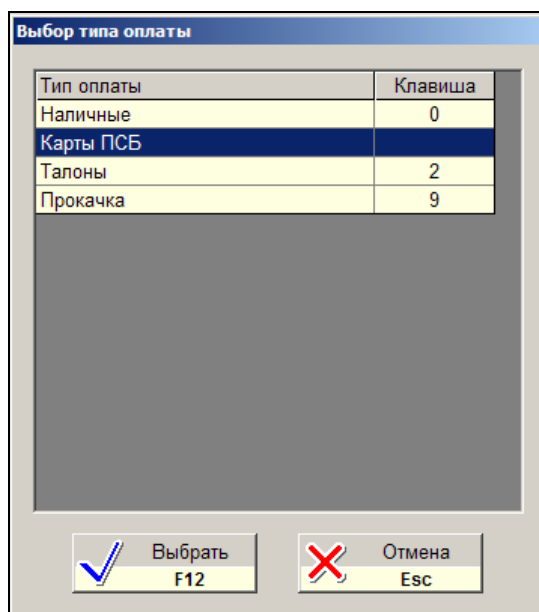 Выбор типа оплаты
Тип оплаты Клавиша
Наличные 0
Карты ПСБ
Талоны 2
Прокачка 9
Выбрать Отмена
F12 Esc